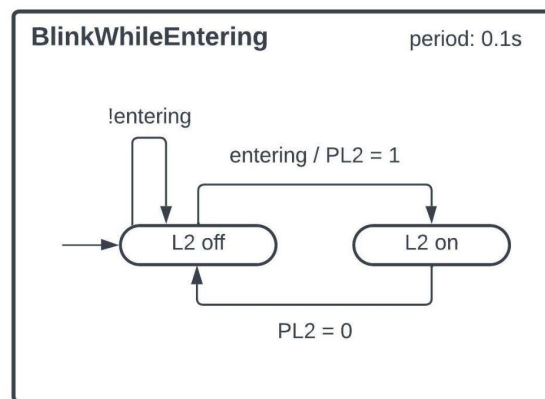 BlinkWhileEntering
period: 0.1s
!entering
entering / PL2 = 1
L2 off
L2 on
PL2 = 0